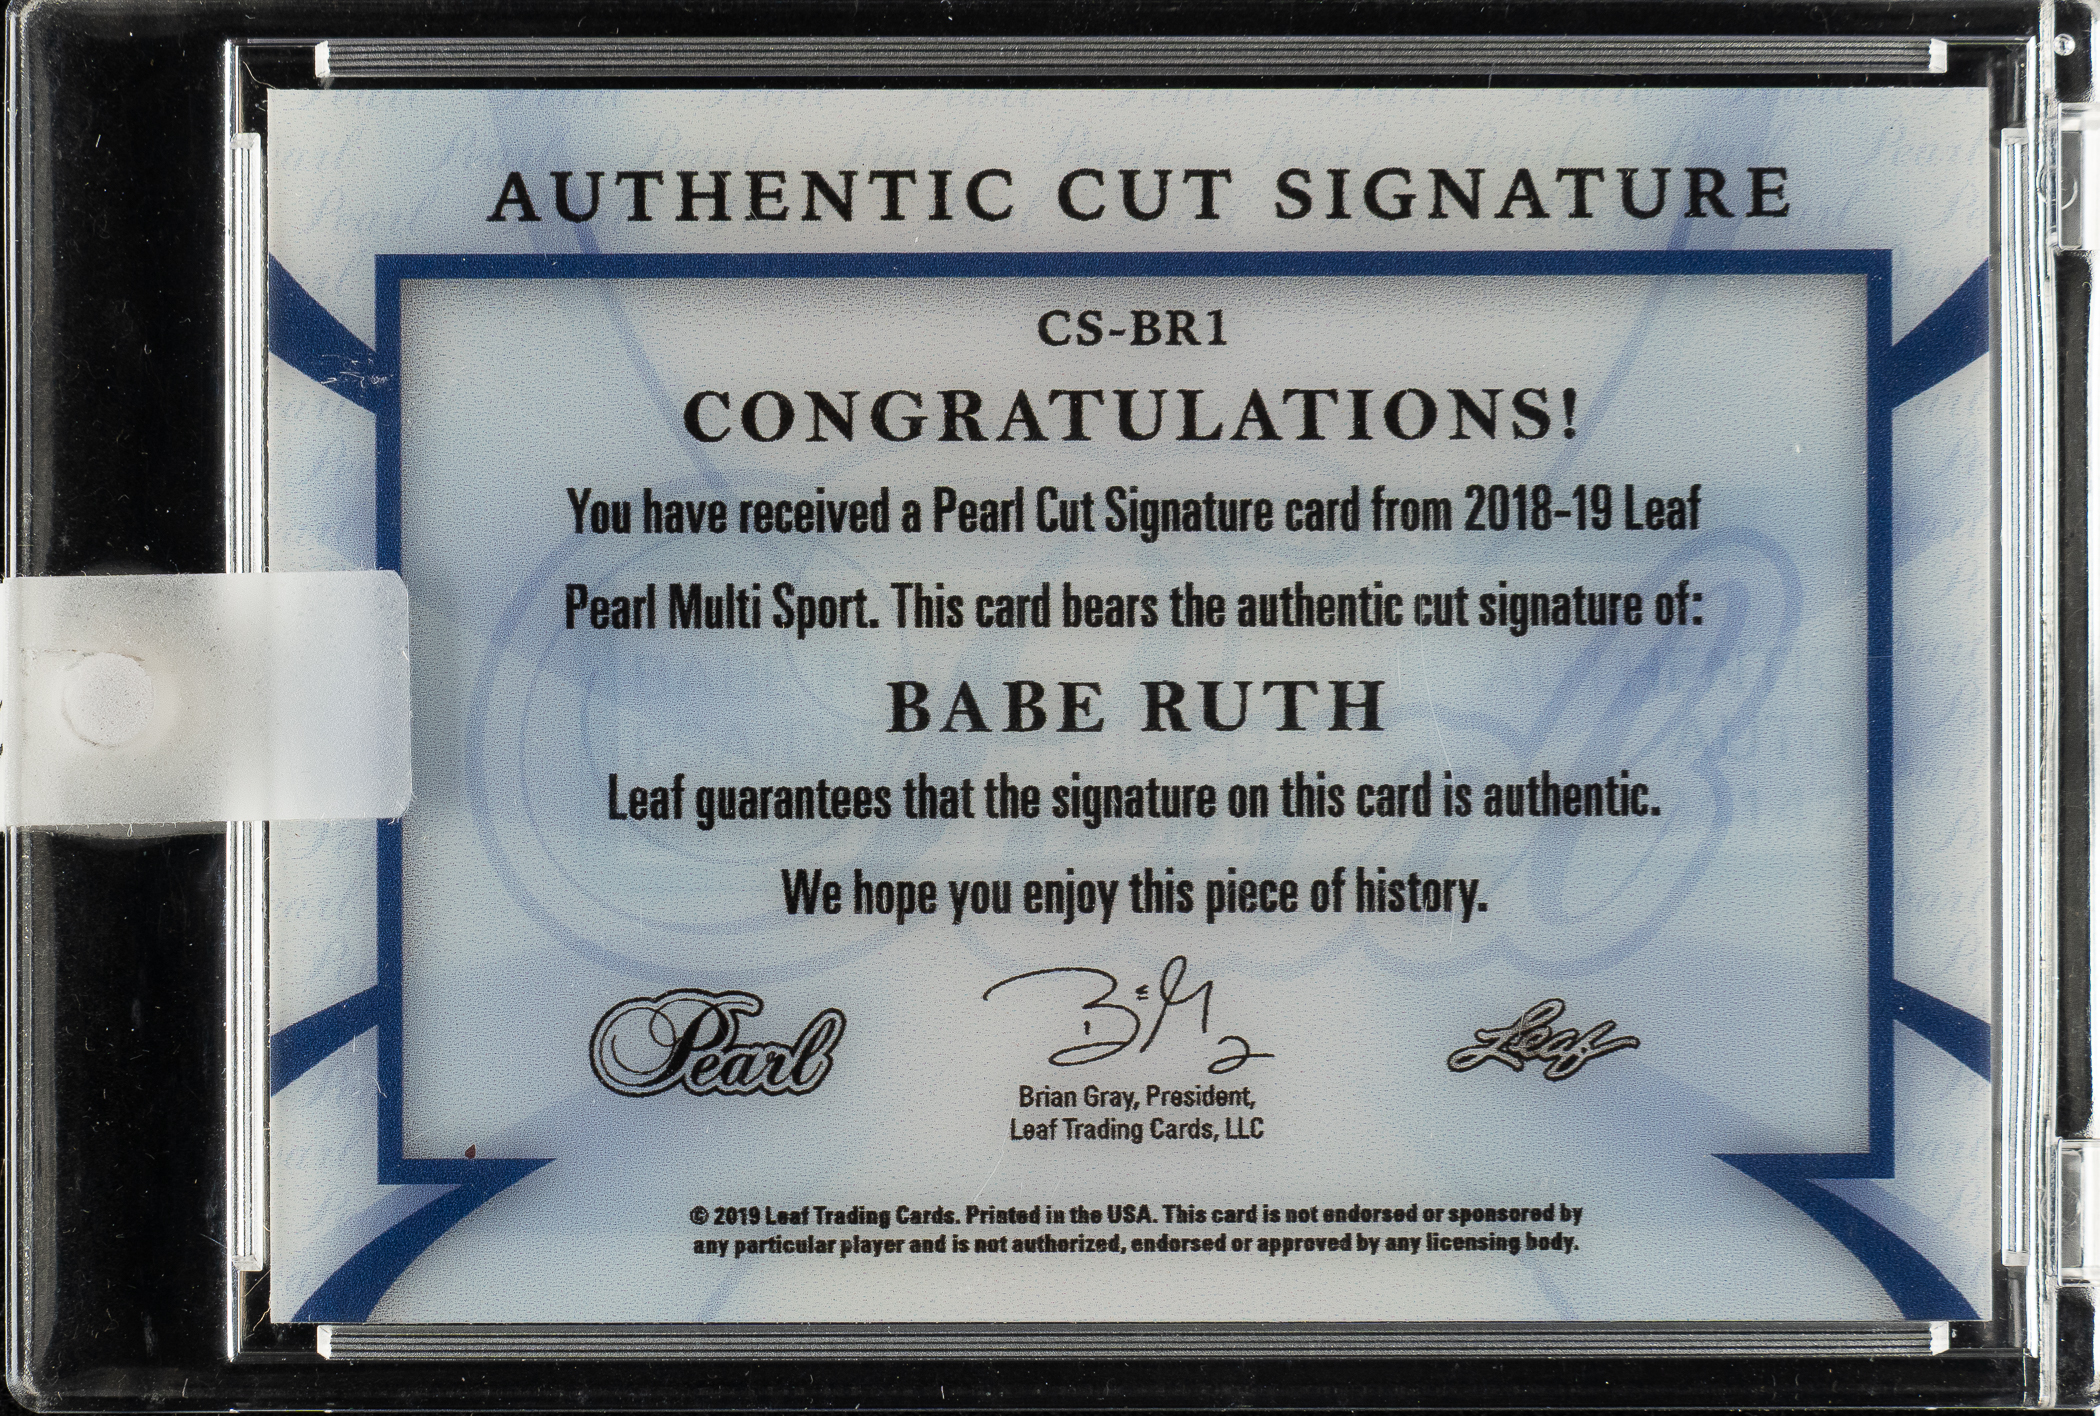 AUTHENTIC CUT SIGNATURE
CS-BR1
CONGRATULATIONS!
You have received a Pearl Cut Signature card from 2018-19 Leaf
Pearl Multi Sport. This card bears the authentic cut signature of:
BABE RUTH
Leaf guarantees that the signature on this card is authentic.
We hope you enjoy this piece of history.
Pearl
Leaf
Brian Gray, President,
Leaf Trading Cards, LLC
© 2019 Leaf Trading Cards. Printed in the USA. This card is not endorsed or sponsored by
any particular player and is not authorized, endorsed or approved by any licensing body.